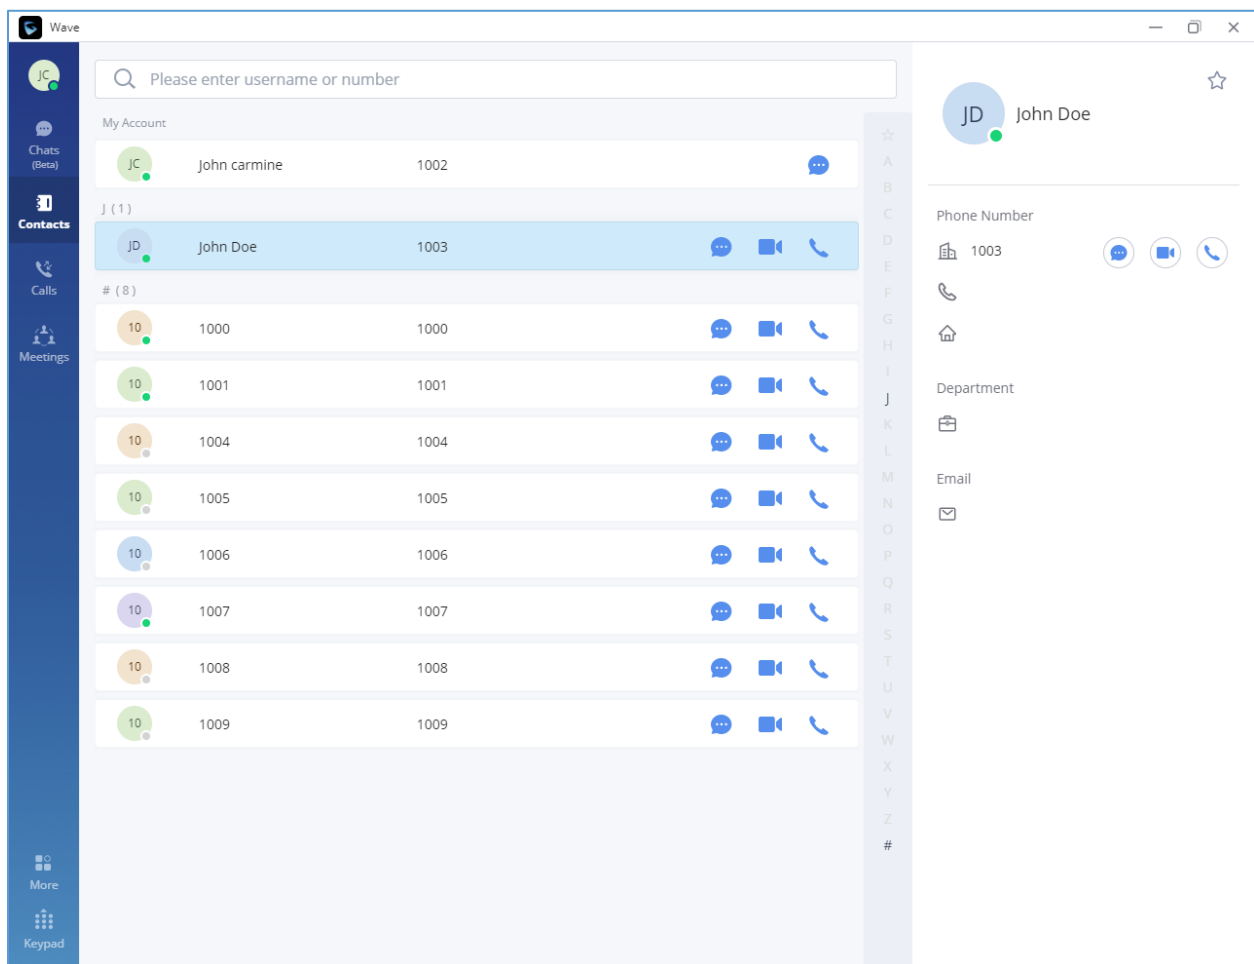 Wave
JC
Chats
(Beta)
Contacts
Calls
Meetings
More
Keypad
Please enter username or number
My Account
JC John carmine 1002
J ( 1 )
JD John Doe 1003
# ( 8 )
10 1000 1000
10 1001 1001
10 1004 1004
10 1005 1005
10 1006 1006
10 1007 1007
10 1008 1008
10 1009 1009
A
B
C
D
E
F
G
H
I
J
K
L
M
N
O
P
Q
R
S
T
U
V
W
X
Y
Z
#
JD John Doe
Phone Number
1003
Department
Email